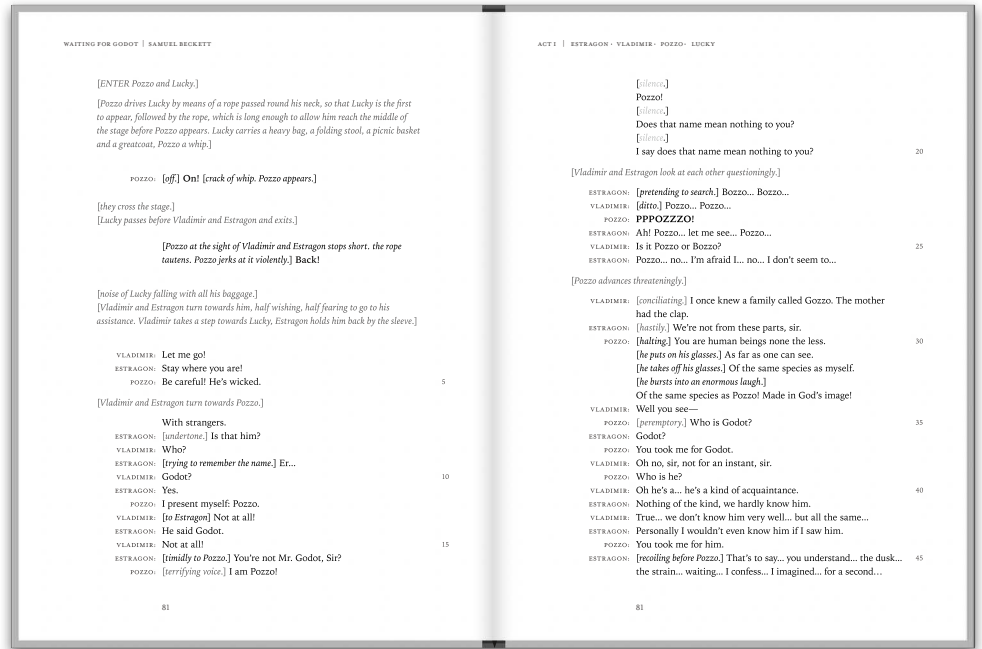 WAITING FOR GODOT | SAMUEL BECKETT
[ENTER Pozzo and Lucky.]
[Pozzo drives Lucky by means of a rope passed round his neck, so that Lucky is the first
to appear, followed by the rope, which is long enough to allow him reach the middle of
the stage before Pozzo appears. Lucky carries a heavy bag, a folding stool, a picnic basket
and a greatcoat, Pozzo a whip.]
POZZO: [off.] On! [crack of whip. Pozzo appears.]
[they cross the stage.]
[Lucky passes before Vladimir and Estragon and exits.]
[Pozzo at the sight of Vladimir and Estragon stops short. the rope
tautens. Pozzo jerks at it violently.] Back!
[noise of Lucky falling with all his baggage.]
[Vladimir and Estragon turn towards him, half wishing, half fearing to go to his
assistance. Vladimir takes a step towards Lucky, Estragon holds him back by the sleeve.]
VLADIMIR: Let me go!
ESTRAGON: Stay where you are!
POZZO: Be careful! He's wicked. 5
[Vladimir and Estragon turn towards Pozzo.]
With strangers.
ESTRAGON: [undertone.] Is that him?
VLADIMIR: Who?
ESTRAGON: [trying to remember the name.] Er...
VLADIMIR: Godot? 10
ESTRAGON: Yes.
POZZO: I present myself: Pozzo.
VLADIMIR: [to Estragon] Not at all!
ESTRAGON: He said Godot.
VLADIMIR: Not at all! 15
ESTRAGON: [timidly to Pozzo.] You're not Mr. Godot, Sir?
POZZO: [terrifying voice.] I am Pozzo!
81
ACT I | ESTRAGON · VLADIMIR · POZZO · LUCKY
[silence.]
Pozzo!
[silence.]
Does that name mean nothing to you?
[silence.]
I say does that name mean nothing to you? 20
[Vladimir and Estragon look at each other questioningly.]
ESTRAGON: [pretending to search.] Bozzo... Bozzo...
VLADIMIR: [ditto.] Pozzo... Pozzo...
POZZO: PPPOZZZO!
ESTRAGON: Ah! Pozzo... let me see... Pozzo...
VLADIMIR: Is it Pozzo or Bozzo? 25
ESTRAGON: Pozzo... no... I'm afraid I... no... I don't seem to...
[Pozzo advances threateningly.]
VLADIMIR: [conciliating.] I once knew a family called Gozzo. The mother
had the clap.
ESTRAGON: [hastily.] We're not from these parts, sir.
POZZO: [halting.] You are human beings none the less. 30
[he puts on his glasses.] As far as one can see.
[he takes off his glasses.] Of the same species as myself.
[he bursts into an enormous laugh.]
Of the same species as Pozzo! Made in God's image!
VLADIMIR: Well you see—
POZZO: [peremptory.] Who is Godot? 35
ESTRAGON: Godot?
POZZO: You took me for Godot.
VLADIMIR: Oh no, sir, not for an instant, sir.
POZZO: Who is he?
VLADIMIR: Oh he's a... he's a kind of acquaintance. 40
ESTRAGON: Nothing of the kind, we hardly know him.
VLADIMIR: True... we don't know him very well... but all the same...
ESTRAGON: Personally I wouldn't even know him if I saw him.
POZZO: You took me for him.
ESTRAGON: [recoiling before Pozzo.] That's to say... you understand... the dusk... 45
the strain... waiting... I confess... I imagined... for a second...
81